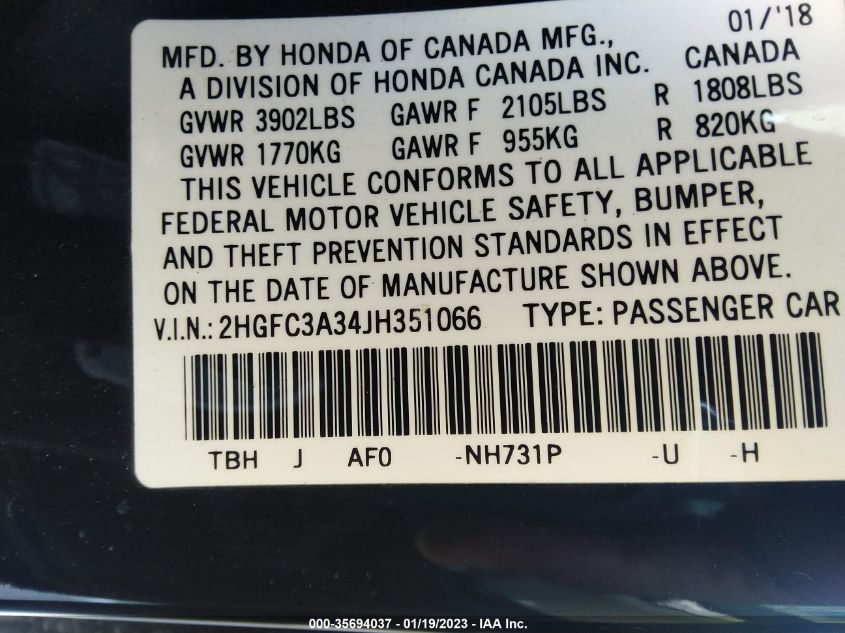 01/'18
MFD. BY HONDA OF CANADA MFG.,
A DIVISION OF HONDA CANADA INC. CANADA
GVWR 3902LBS GAWR F 2105LBS R 1808LBS
GVWR 1770KG GAWR F 955KG R 820KG
THIS VEHICLE CONFORMS TO ALL APPLICABLE
FEDERAL MOTOR VEHICLE SAFETY, BUMPER,
AND THEFT PREVENTION STANDARDS IN EFFECT
ON THE DATE OF MANUFACTURE SHOWN ABOVE.
V.I.N.: 2HGFC3A34JH351066 TYPE: PASSENGER CAR
TBH J AF0 -NH731P -U -H
000-35694037 - 01/19/2023 - IAA Inc.